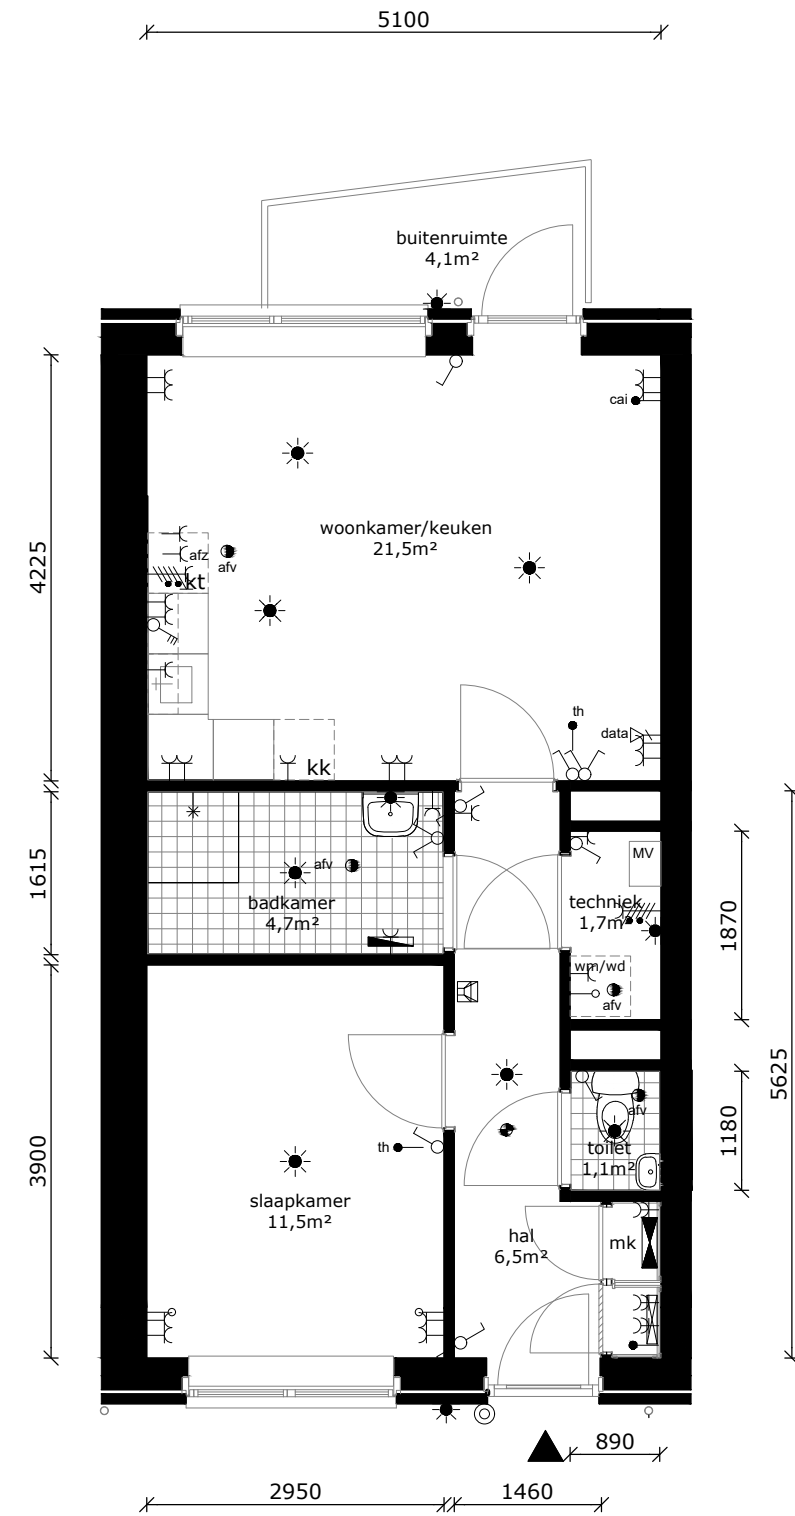 5100
buitenruimte
4,1m²
cai
4225
woonkamer/keuken
21,5m²
afz
afv
kt
th
data
kk
1615
MV
afv
badkamer
4,7m²
techniek
1,7m²
1870
wm/wd
afv
5625
afv
1180
toilet
1,1m²
th
3900
slaapkamer
11,5m²
hal
6,5m²
mk
890
2950
1460